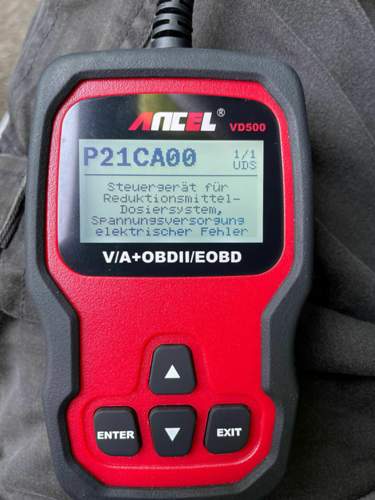 ANCEL® VD500
P21CA00 1/1
UDS
Steuergerät für
Reduktionsmittel-
Dosiersystem,
Spannungsversorgung
elektrischer Fehler
V/A+OBDII/EOBD
ENTER EXIT